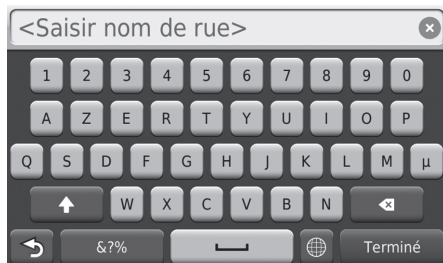 <Saisir nom de rue>
1 2 3 4 5 6 7 8 9 0
A Z E R T Y U I O P
Q S D F G H J K L M µ
W X C V B N
&?% Terminé